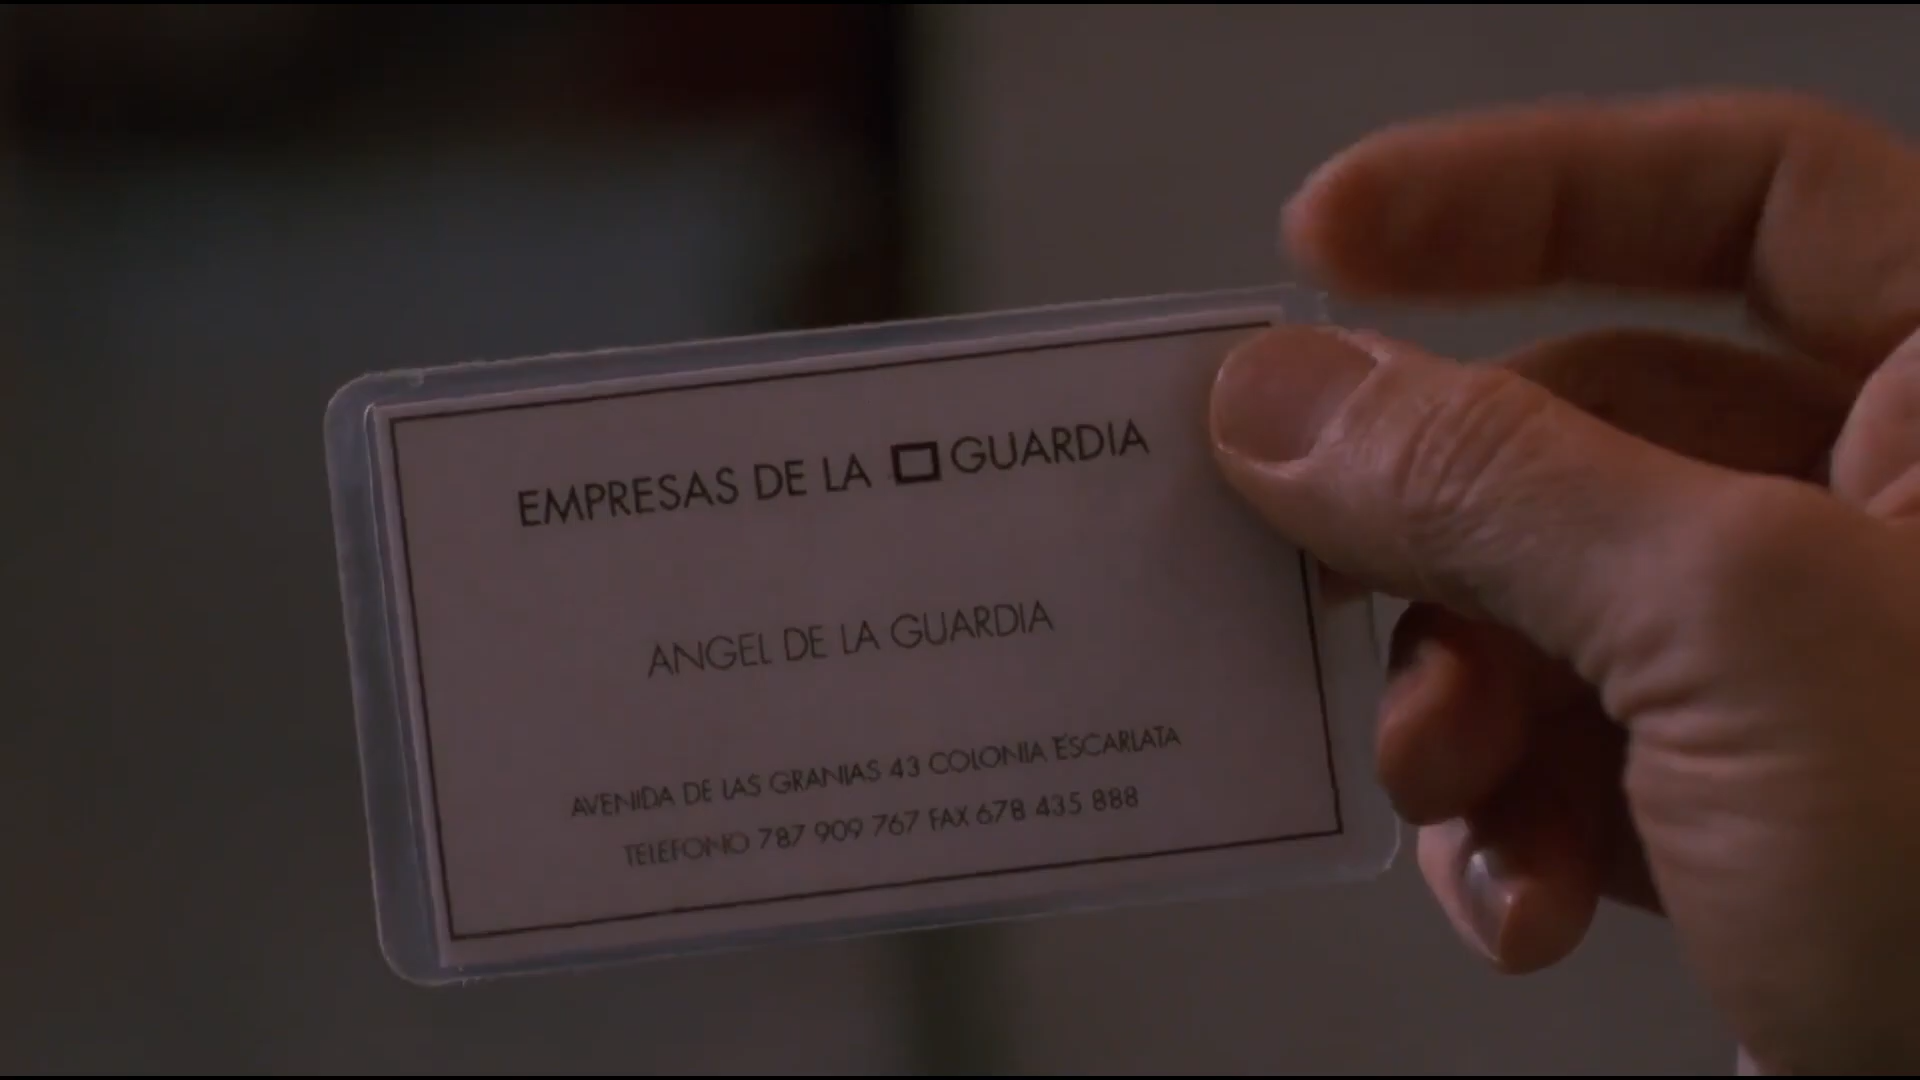 EMPRESAS DE LA GUARDIA
ANGEL DE LA GUARDIA
AVENIDA DE LAS GRANJAS 43 COLONIA ESCARLATA
TELEFONO 787 909 767 FAX 678 435 888